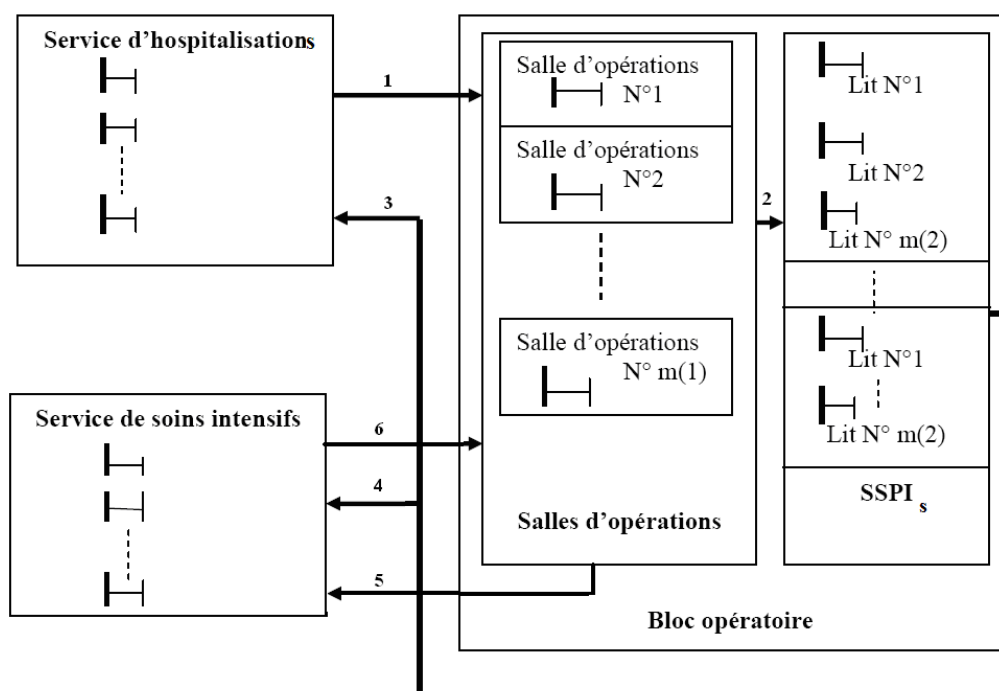 Service d'hospitalisations
1
3
Service de soins intensifs
6
4
5
Salle d'opérations
N°1
Salle d'opérations
N°2
Salle d'opérations
N° m(1)
Salles d'opérations
2
Lit N°1
Lit N°2
Lit N° m(2)
Lit N°1
Lit N° m(2)
SSPI s
Bloc opératoire